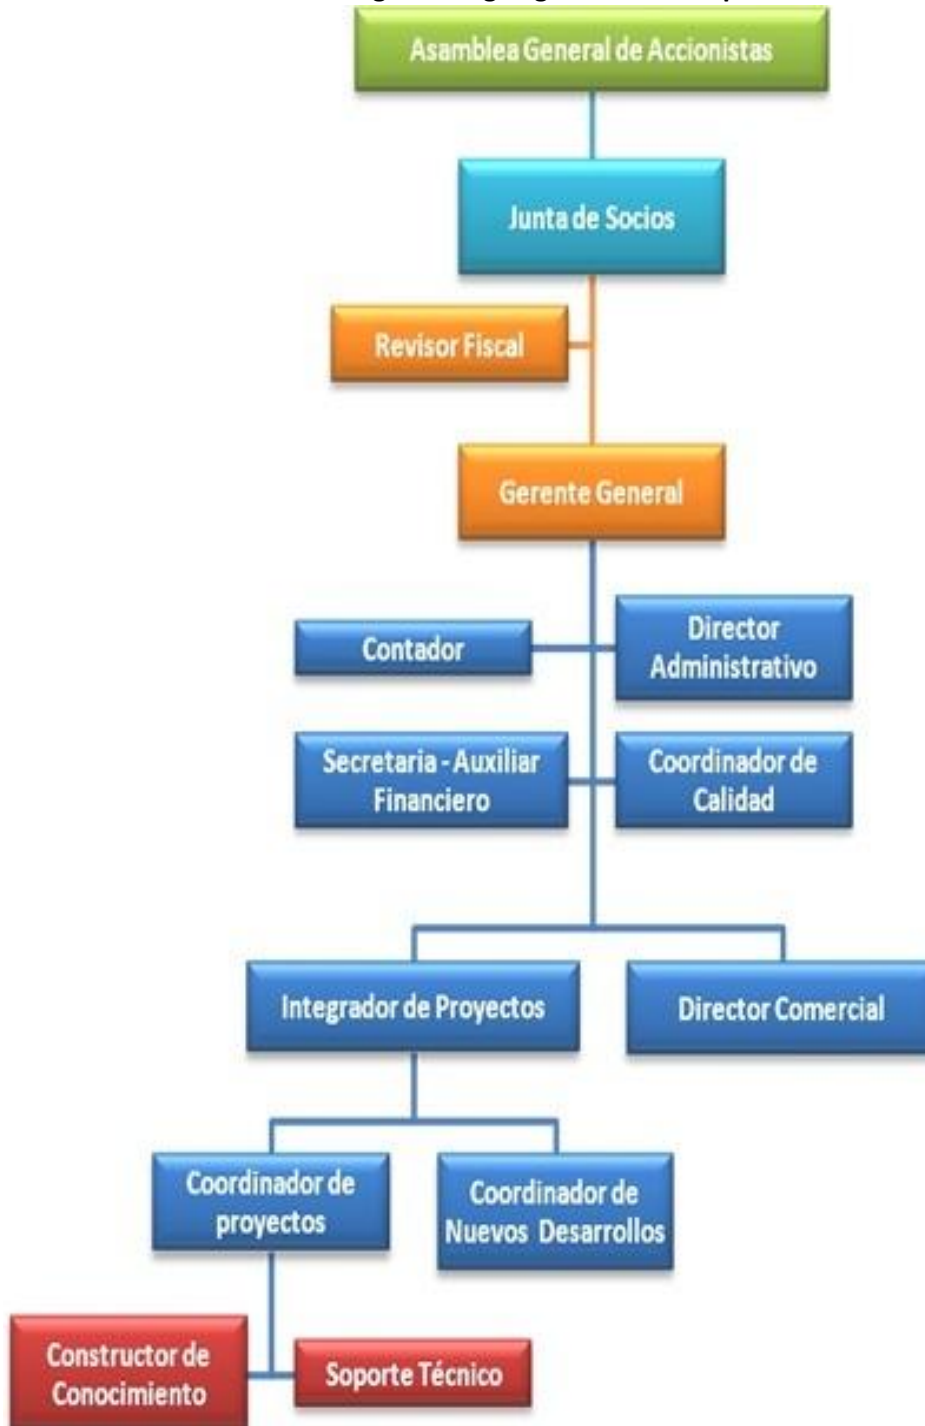 Asamblea General de Accionistas
Junta de Socios
Revisor Fiscal
Gerente General
Contador
Director
Administrativo
Secretaria - Auxiliar
Financiero
Coordinador de
Calidad
Integrador de Proyectos
Director Comercial
Coordinador de
proyectos
Coordinador de
Nuevos Desarrollos
Constructor de
Conocimiento
Soporte Técnico